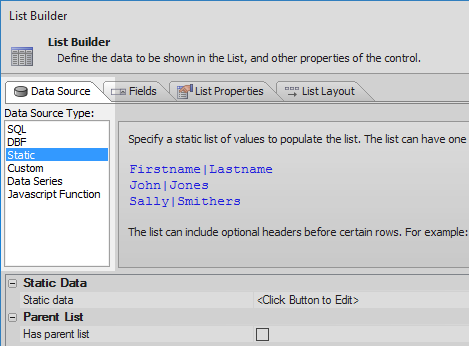 List Builder
List Builder
Define the data to be shown in the List, and other properties of the control.
Data Source Fields List Properties List Layout
Data Source Type:
SQL
DBF
Static
Custom
Data Series
Javascript Function
Specify a static list of values to populate the list. The list can have one
Firstname|Lastname
John|Jones
Sally|Smithers
The list can include optional headers before certain rows. For example:
Static Data
Static data <Click Button to Edit>
Parent List
Has parent list